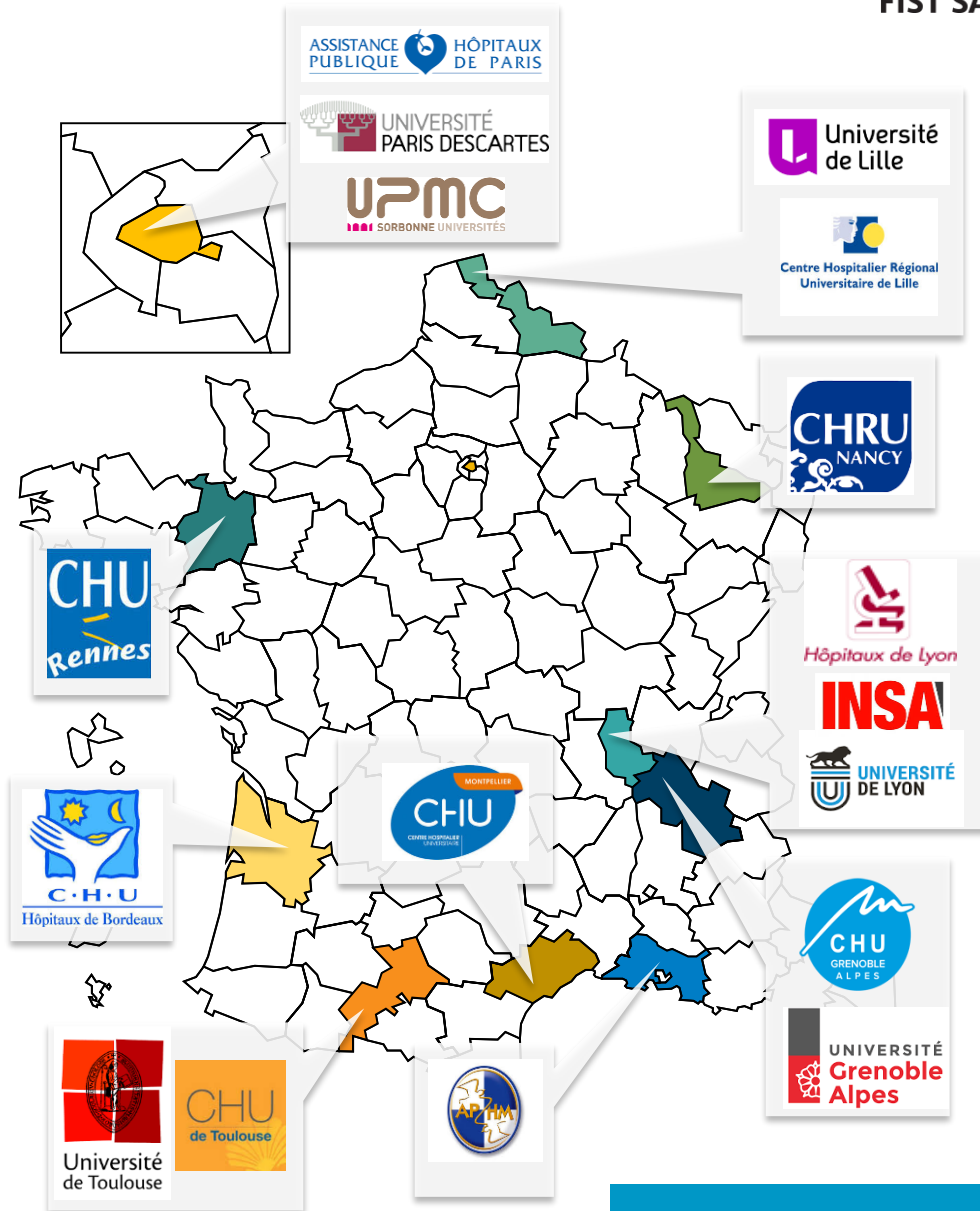 FIST SA
ASSISTANCE HÔPITAUX
PUBLIQUE DE PARIS
UNIVERSITÉ
PARIS DESCARTES
UPMC
SORBONNE UNIVERSITÉS
Université
de Lille
Centre Hospitalier Régional
Universitaire de Lille
CHRU
NANCY
CHU
Rennes
Hôpitaux de Lyon
INSA
UNIVERSITÉ
DE LYON
MONTPELLIER
CHU
CENTRE HOSPITALIER
UNIVERSITAIRE
C·H·U
Hôpitaux de Bordeaux
CHU
GRENOBLE
ALPES
UNIVERSITÉ
Grenoble
Alpes
Université
de Toulouse
CHU
de Toulouse
AP HM